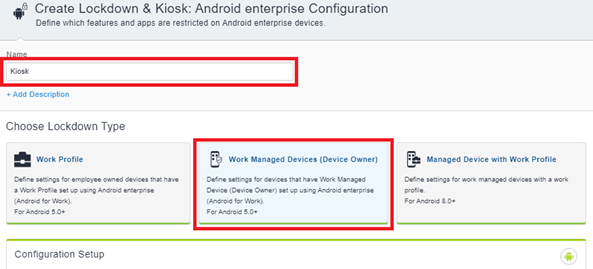 Create Lockdown & Kiosk: Android enterprise Configuration
Define which features and apps are restricted on Android enterprise devices.
Name
Kiosk
+ Add Description
Choose Lockdown Type
Work Profile
Define settings for employee owned devices that have
a Work Profile set up using Android enterprise
(Android for Work).
For Android 5.0+
Work Managed Devices (Device Owner)
Define settings for devices that have Work Managed
Device (Device Owner) set up using Android enterprise
(Android for Work).
For Android 5.0+
Managed Device with Work Profile
Define settings for work managed devices with a work
profile.
For Android 8.0+
Configuration Setup